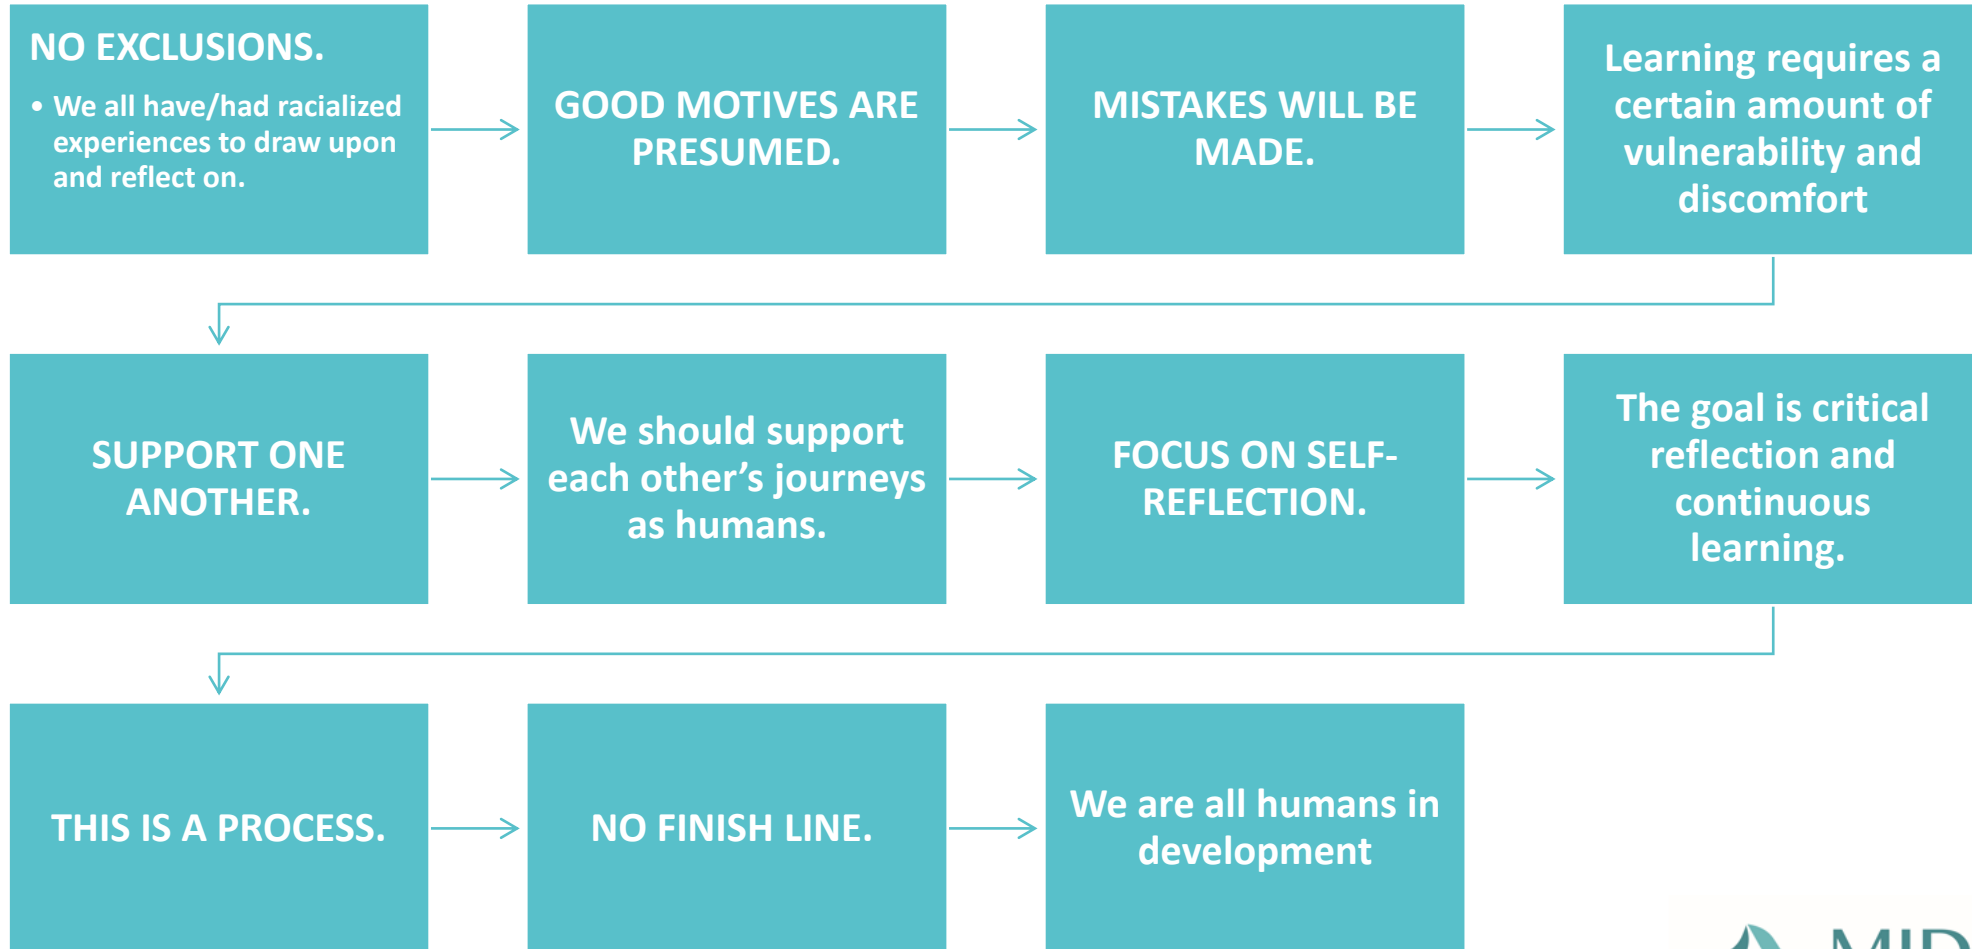 NO EXCLUSIONS.
• We all have/had racialized
experiences to draw upon
and reflect on.
GOOD MOTIVES ARE
PRESUMED.
MISTAKES WILL BE
MADE.
Learning requires a
certain amount of
vulnerability and
discomfort
SUPPORT ONE
ANOTHER.
We should support
each other’s journeys
as humans.
FOCUS ON SELF-
REFLECTION.
The goal is critical
reflection and
continuous
learning.
THIS IS A PROCESS.
NO FINISH LINE.
We are all humans in
development